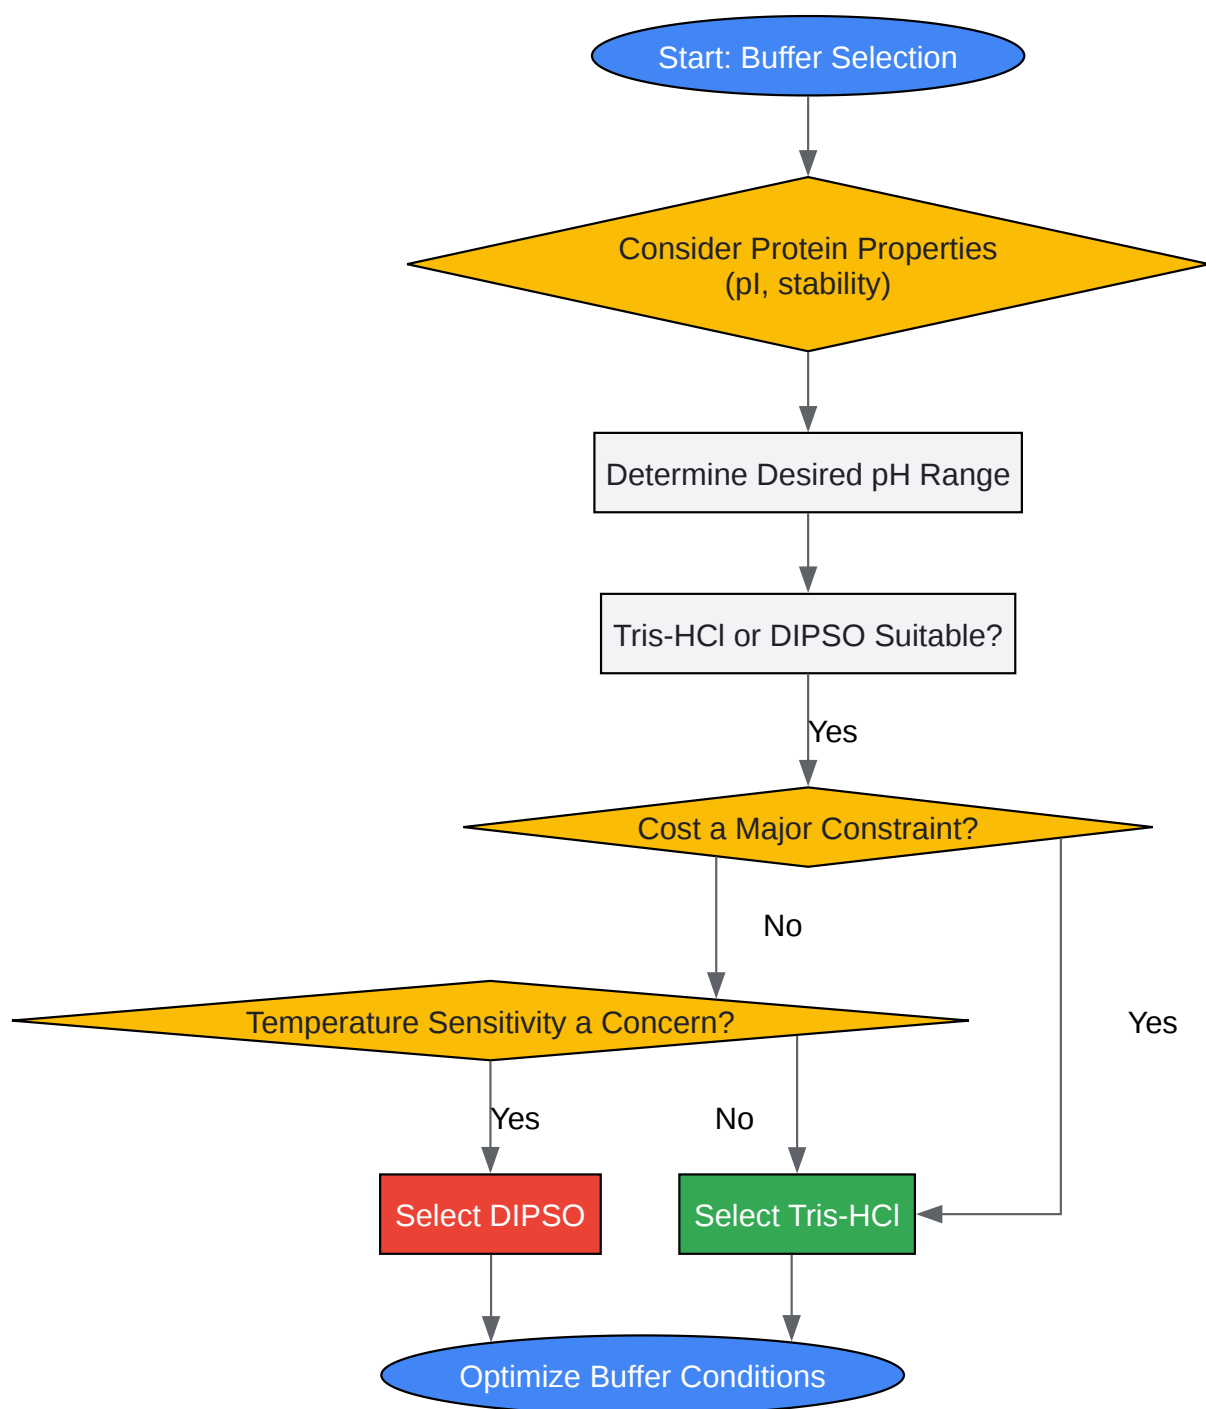 Start: Buffer Selection
Consider Protein Properties
(pI, stability)
Determine Desired pH Range
Tris-HCl or DIPSO Suitable?
Yes
Cost a Major Constraint?
No
Temperature Sensitivity a Concern?
Yes
Yes
No
Select DIPSO
Select Tris-HCl
Optimize Buffer Conditions